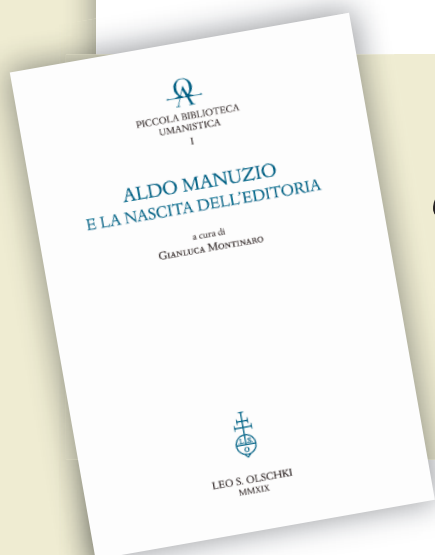 PICCOLA BIBLIOTECA
UMANISTICA
I
ALDO MANUZIO
E LA NASCITA DELL'EDITORIA
a cura di
GIANLUCA MONTINARO
LEO S. OLSCHKI
MMXIX